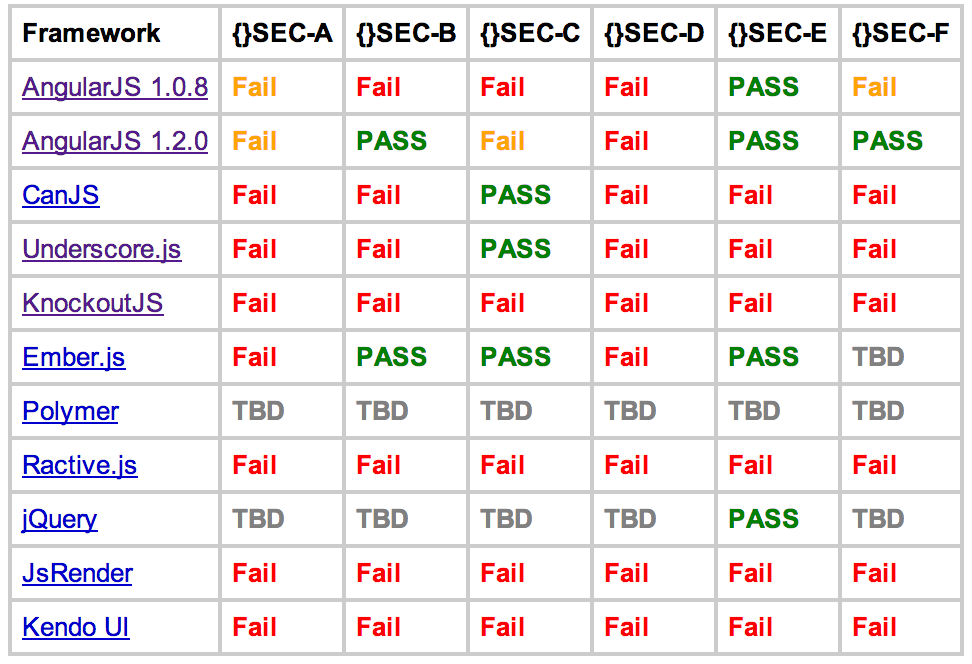 Framework {}SEC-A {}SEC-B {}SEC-C {}SEC-D {}SEC-E {}SEC-F
AngularJS 1.0.8 Fail Fail Fail Fail PASS Fail
AngularJS 1.2.0 Fail PASS Fail Fail PASS PASS
CanJS Fail Fail PASS Fail Fail Fail
Underscore.js Fail Fail PASS Fail Fail Fail
KnockoutJS Fail Fail Fail Fail Fail Fail
Ember.js Fail PASS PASS Fail PASS TBD
Polymer TBD TBD TBD TBD TBD TBD
Ractive.js Fail Fail Fail Fail Fail Fail
jQuery TBD TBD TBD TBD PASS TBD
JsRender Fail Fail Fail Fail Fail Fail
Kendo UI Fail Fail Fail Fail Fail Fail